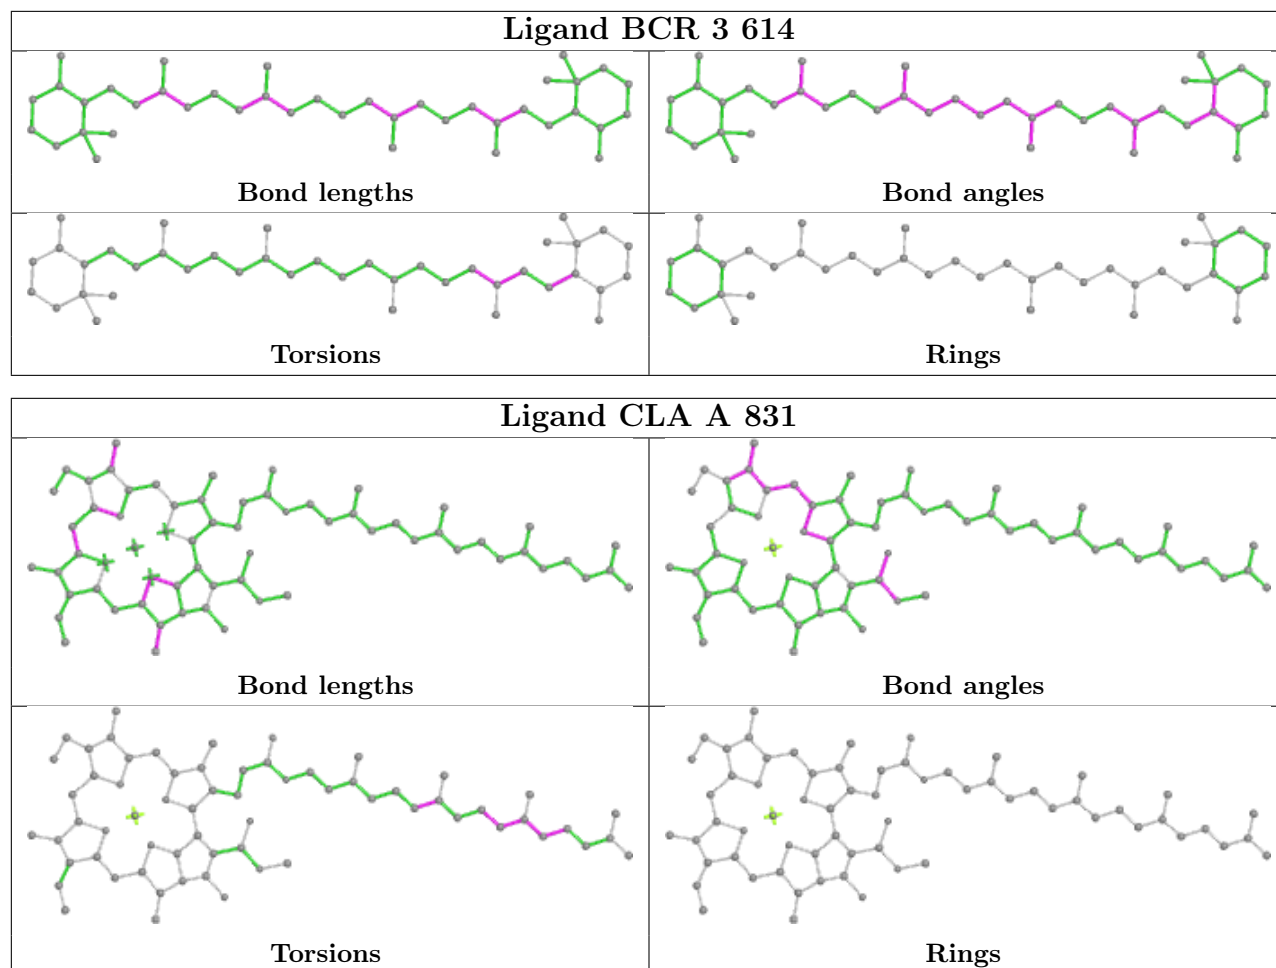 Ligand BCR 3 614
Bond lengths
Bond angles
Torsions
Rings
Ligand CLA A 831
Bond lengths
Bond angles
Torsions
Rings